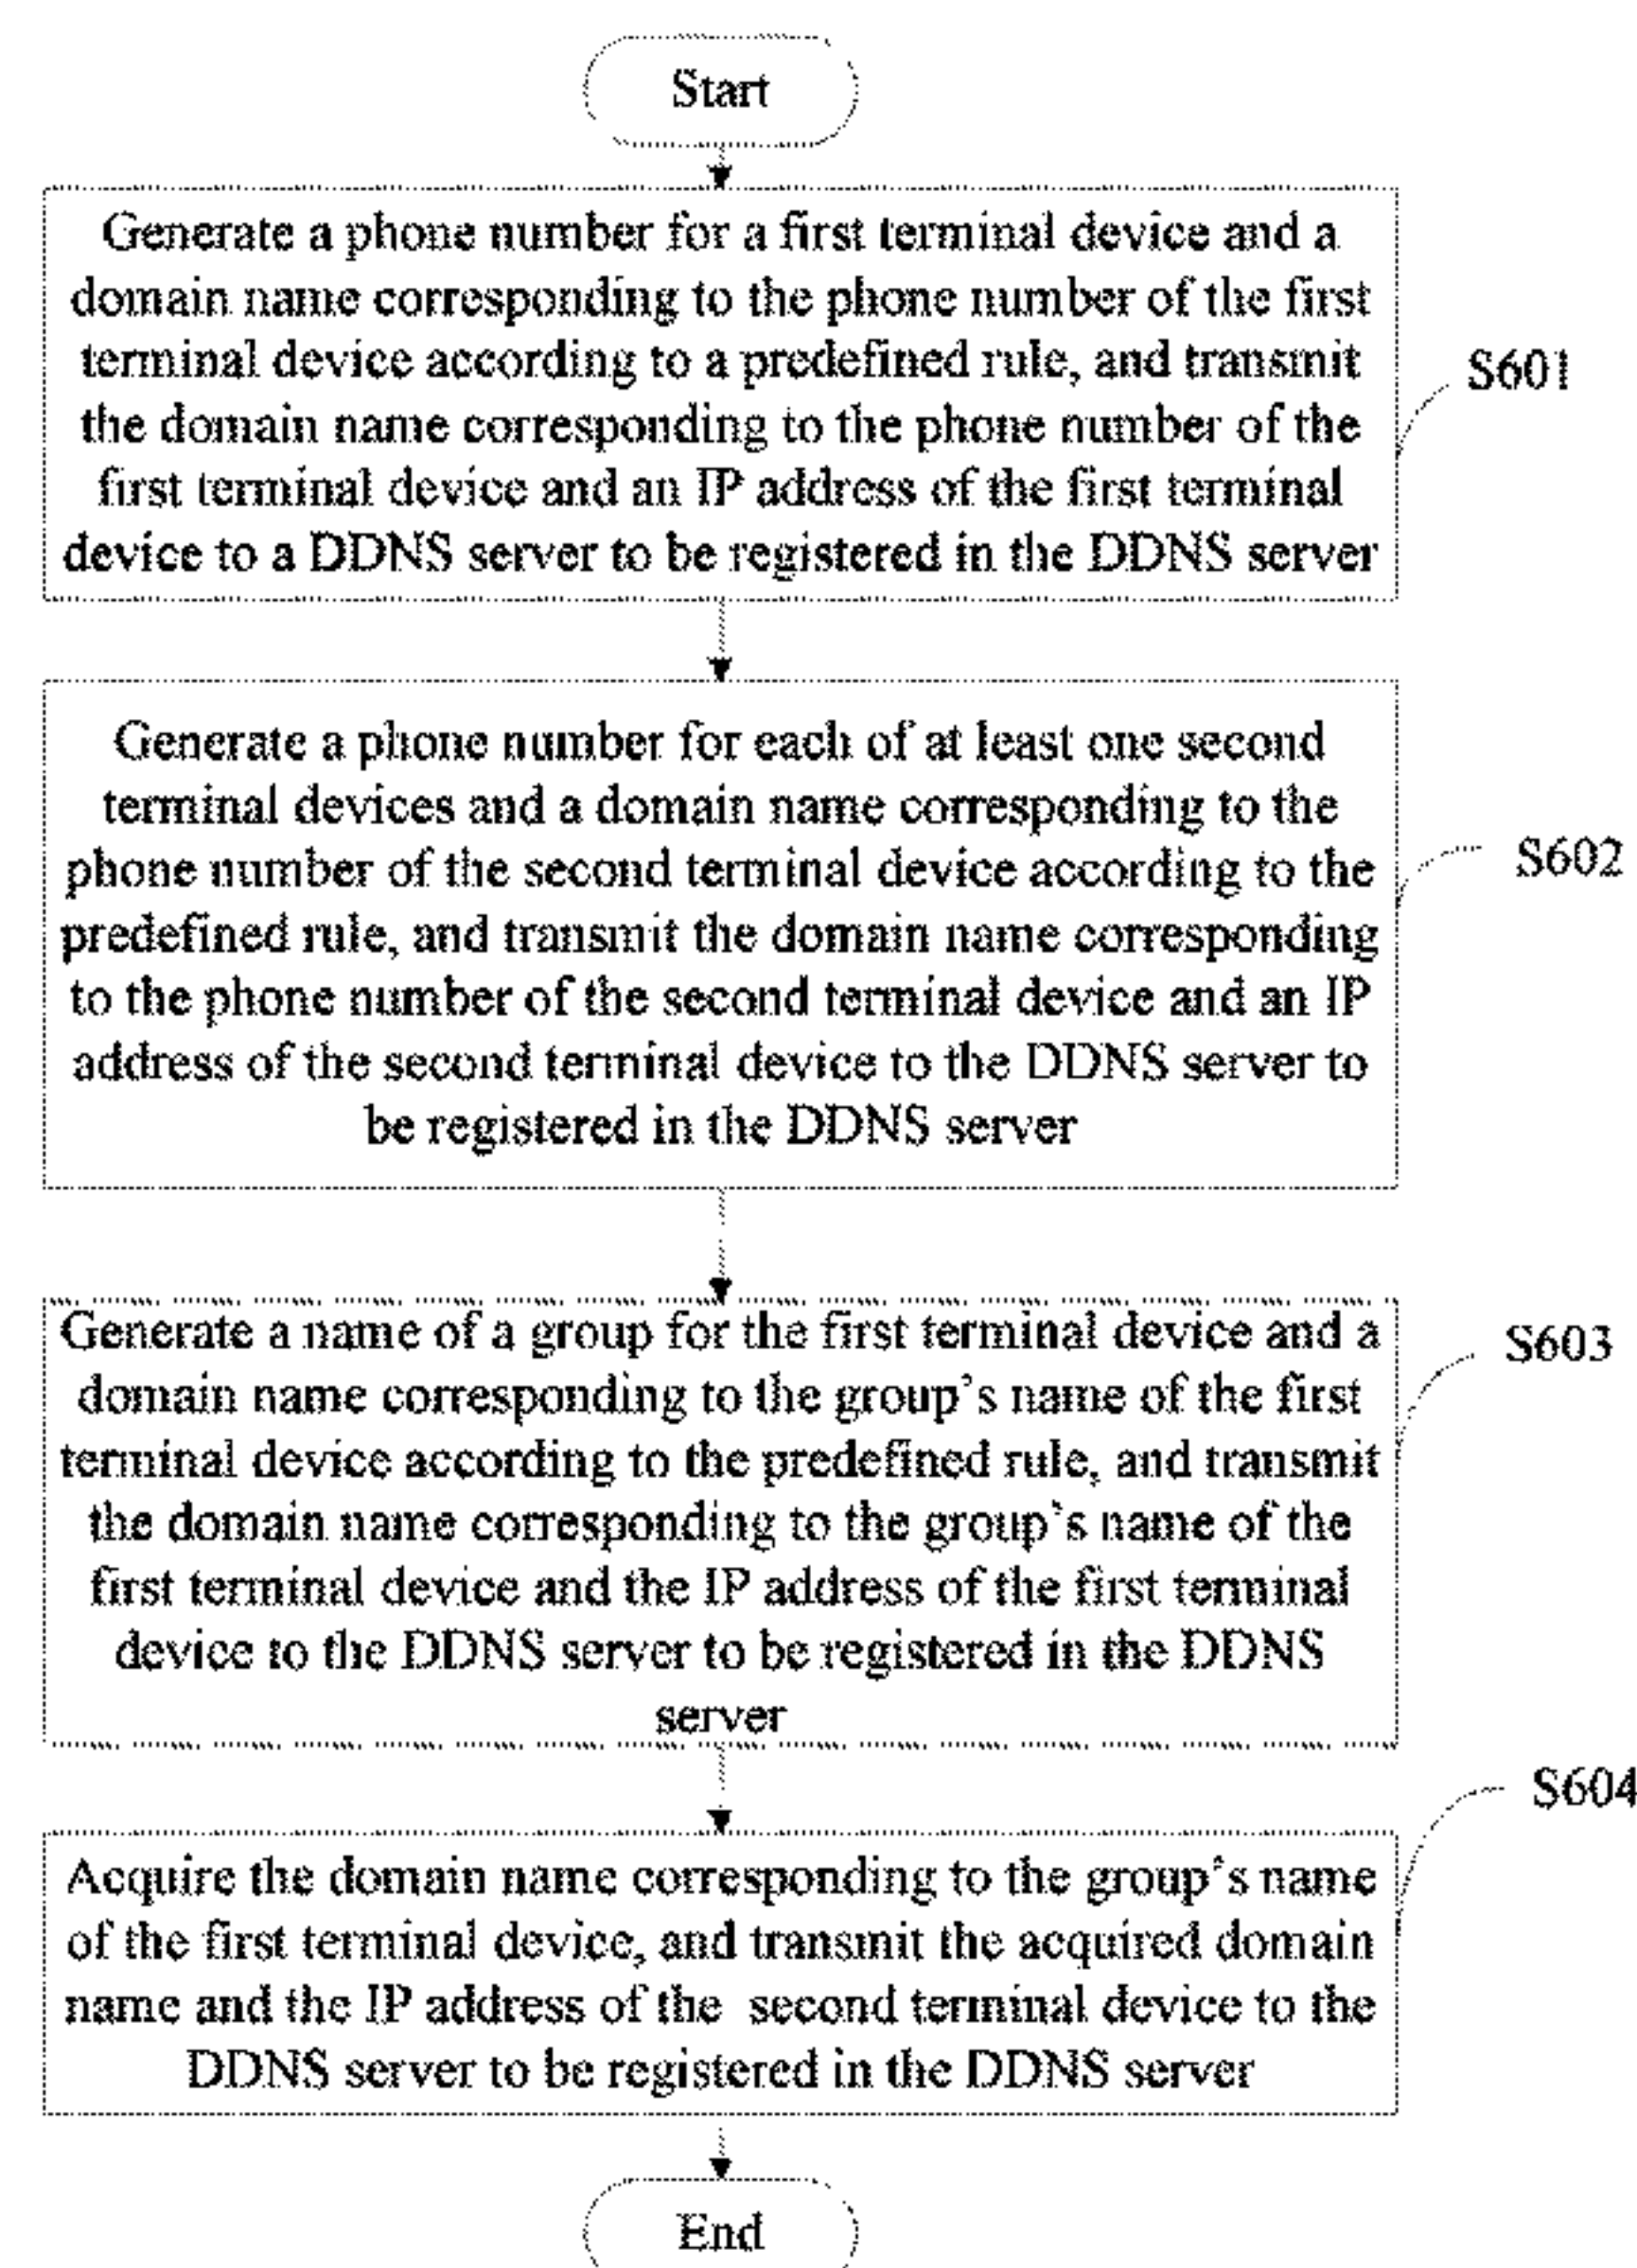 Start
Generate a phone number for a first terminal device and a
domain name corresponding to the phone number of the first
terminal device according to a predefined rule, and transmit
the domain name corresponding to the phone number of the
first terminal device and an IP address of the first terminal
device to a DDNS server to be registered in the DDNS server
S601
Generate a phone number for each of at least one second
terminal devices and a domain name corresponding to the
phone number of the second terminal device according to the
predefined rule, and transmit the domain name corresponding
to the phone number of the second terminal device and an IP
address of the second terminal device to the DDNS server to
be registered in the DDNS server
S602
Generate a name of a group for the first terminal device and a
domain name corresponding to the group's name of the first
terminal device according to the predefined rule, and transmit
the domain name corresponding to the group's name of the
first terminal device and the IP address of the first terminal
device to the DDNS server to be registered in the DDNS
server
S603
Acquire the domain name corresponding to the group's name
of the first terminal device, and transmit the acquired domain
name and the IP address of the second terminal device to the
DDNS server to be registered in the DDNS server
S604
End